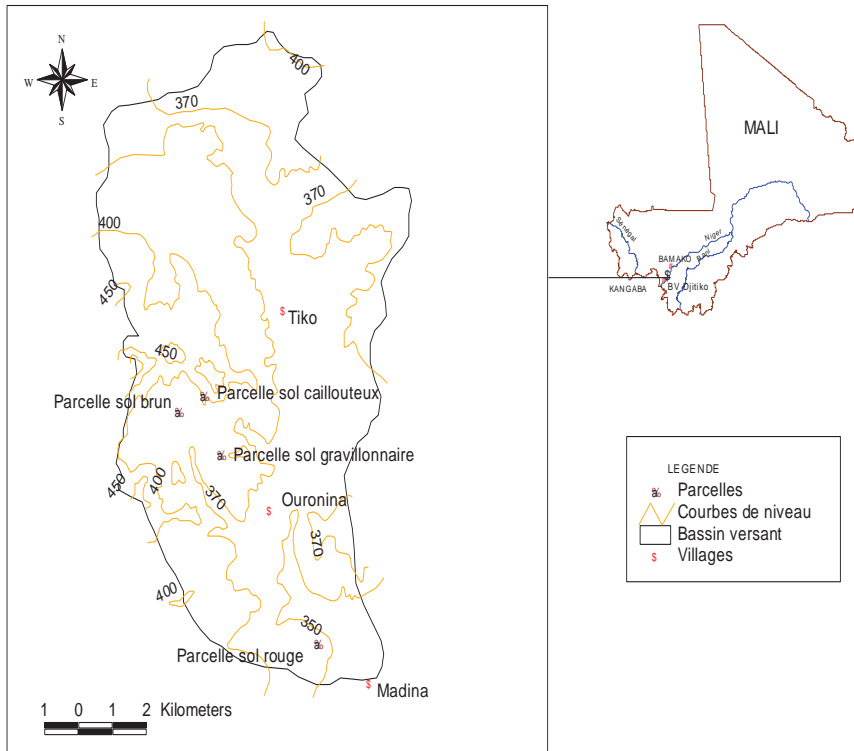 N
W E
S
400
370
370
400
450
Tiko
450
Parcelle sol caillouteux
Parcelle sol brun
Parcelle sol gravillonnaire
450
400
370
Ouronina
370
400
350
Parcelle sol rouge
Madina
1 0 1 2 Kilometers
MALI
Sénégal
Niger
Bani
BAMAKO
KANGABA
BV Djitiko
LEGENDE
Parcelles
Courbes de niveau
Bassin versant
Villages